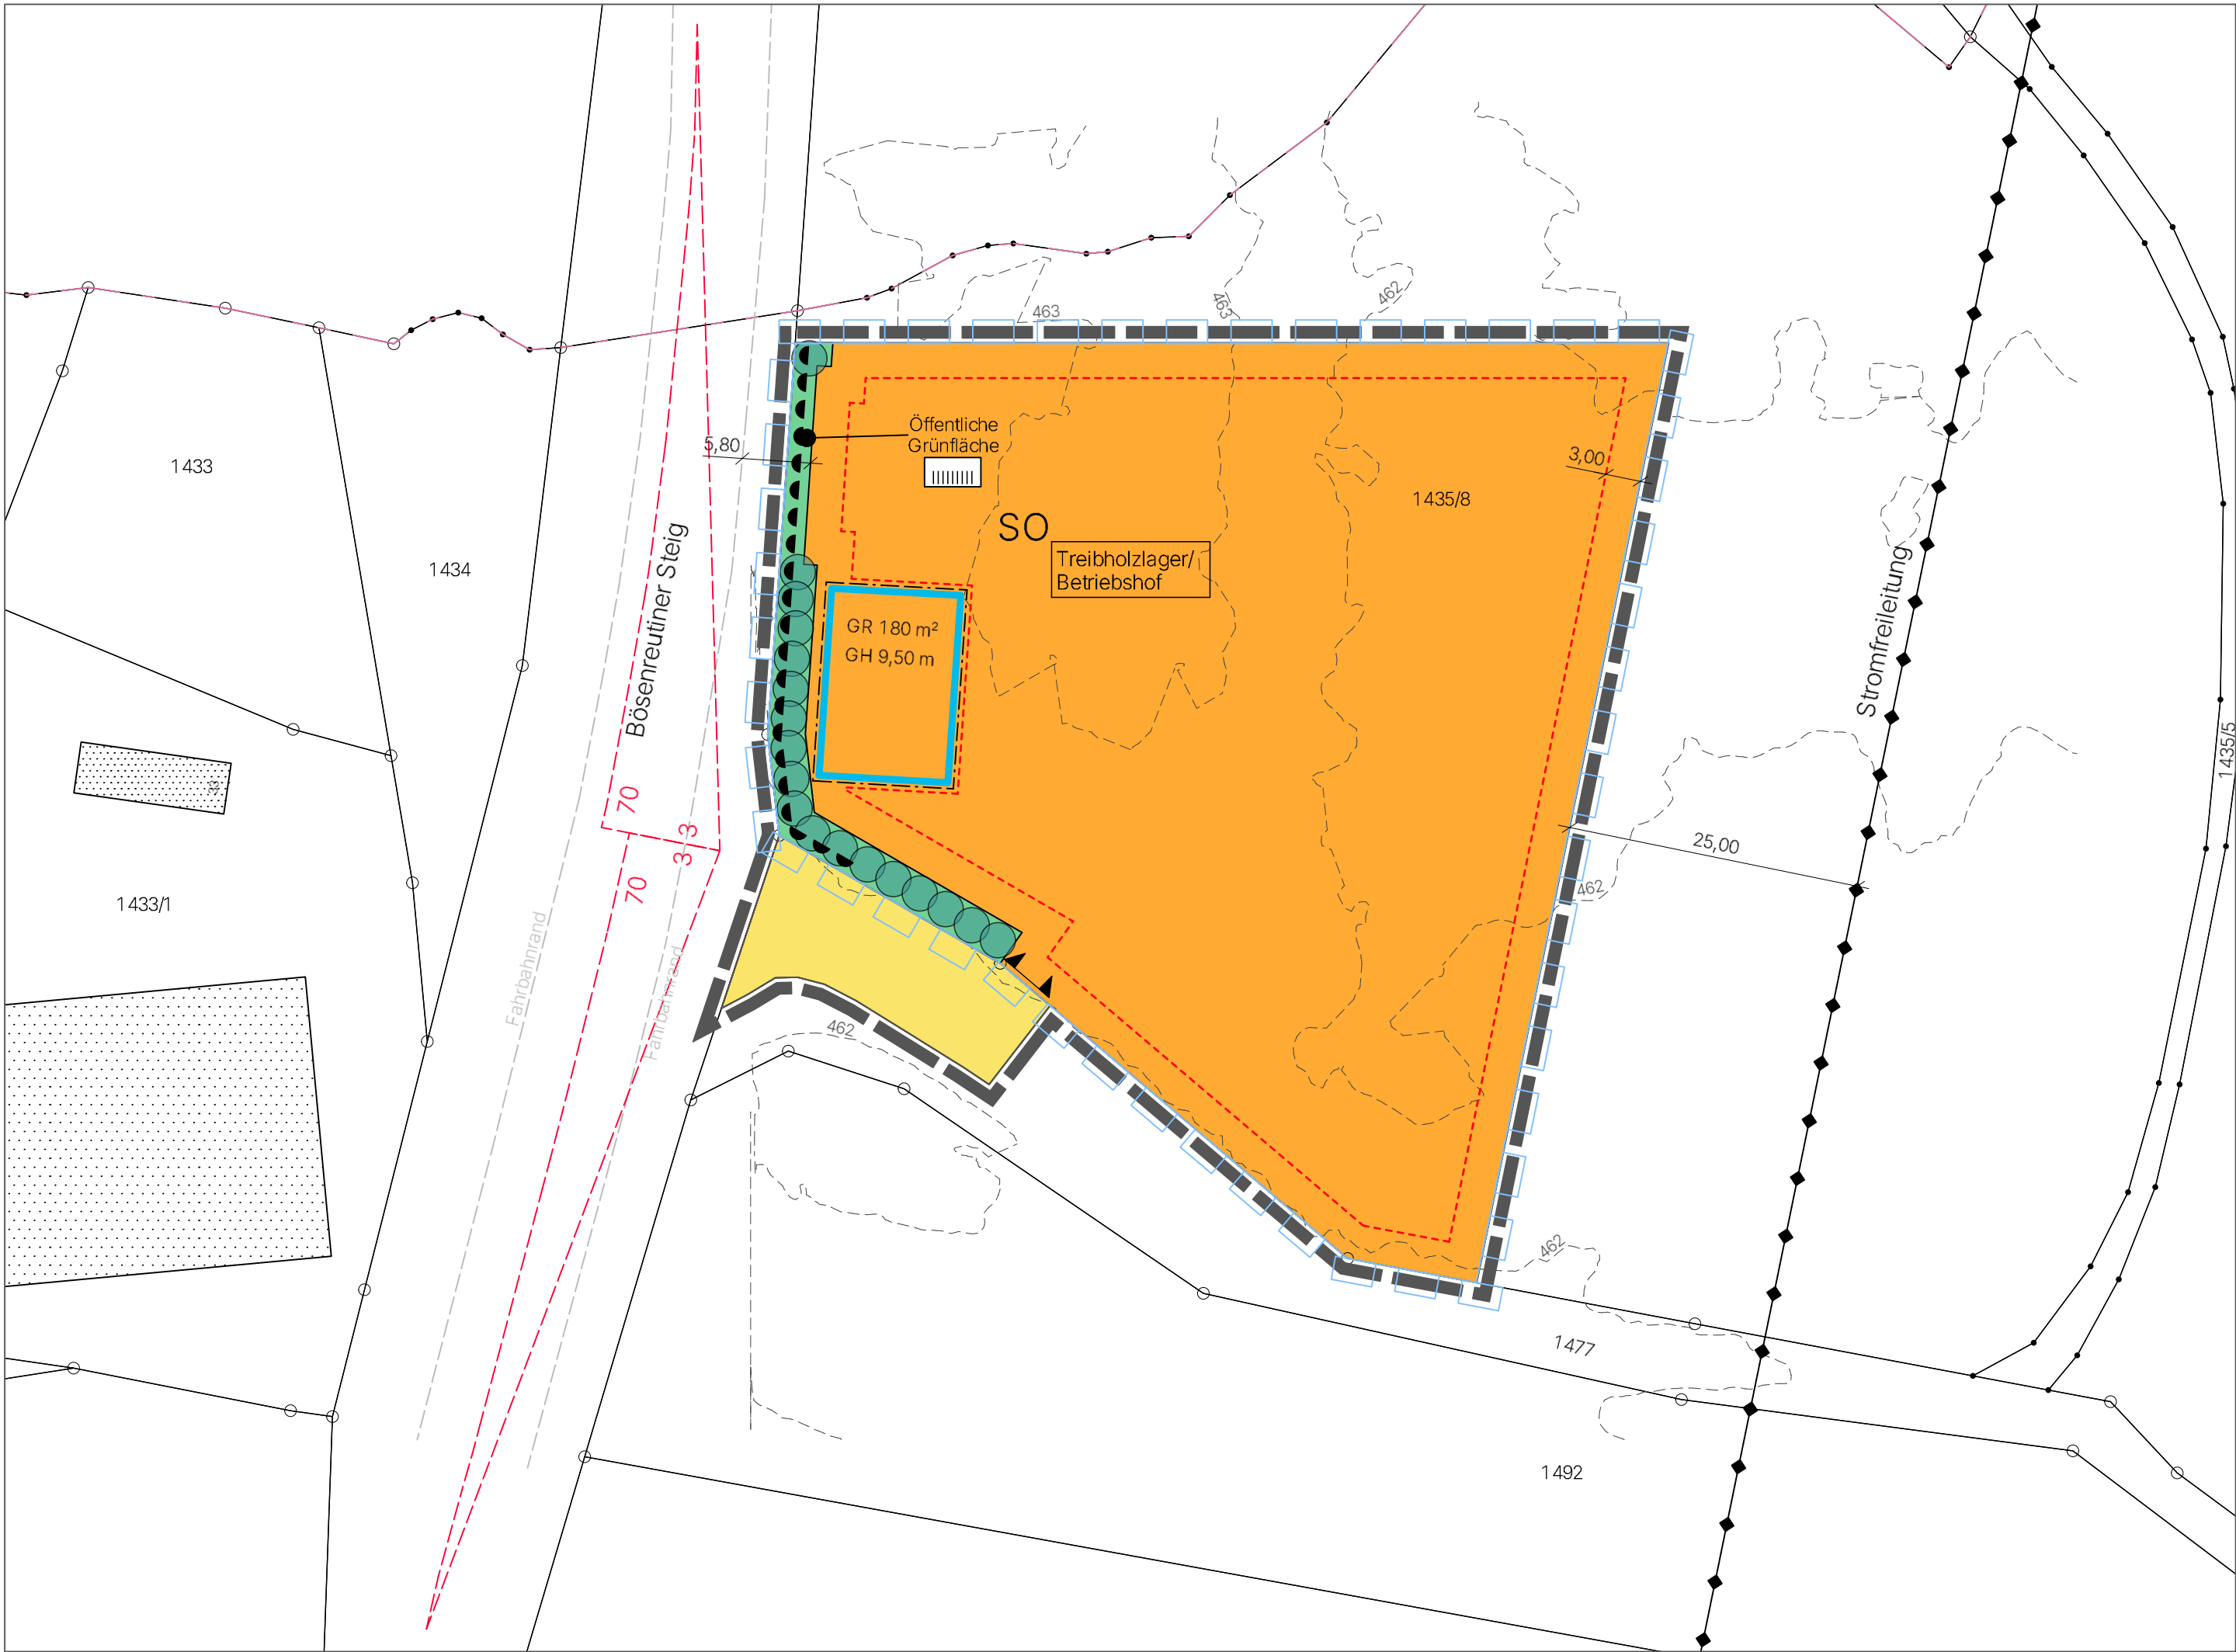 463
463
462
Öffentliche
Grünfläche
5,80
3,00
1433
1435/8
SO
Treibholzlager/
Betriebshof
1434
Bösenreutiner Steig
GR 180 m²
GH 9,50 m
Stromfreileitung
1435/5
70
3
3
70
25,00
462
1433/1
Fahrbahnrand
Fahrbahnrand
462
462
1477
1492